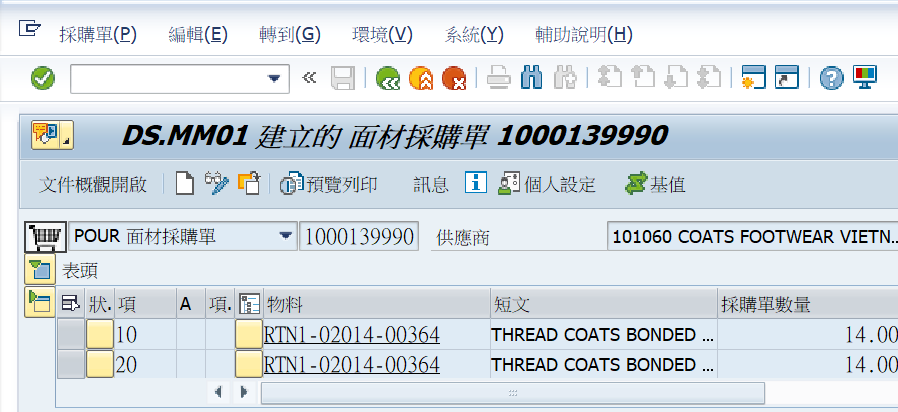 採購單(P) 編輯(E) 轉到(G) 環境(V) 系統(Y) 輔助說明(H)
DS.MM01 建立的 面材採購單 1000139990
文件概觀開啟 預覽列印 訊息 個人設定 基值
POUR 面材採購單 1000139990 供應商 101060 COATS FOOTWEAR VIETN...
表頭
狀. 項 A 項. 物料 短文 採購單數量
10 RTN1-02014-00364 THREAD COATS BONDED ... 14.00
20 RTN1-02014-00364 THREAD COATS BONDED ... 14.00